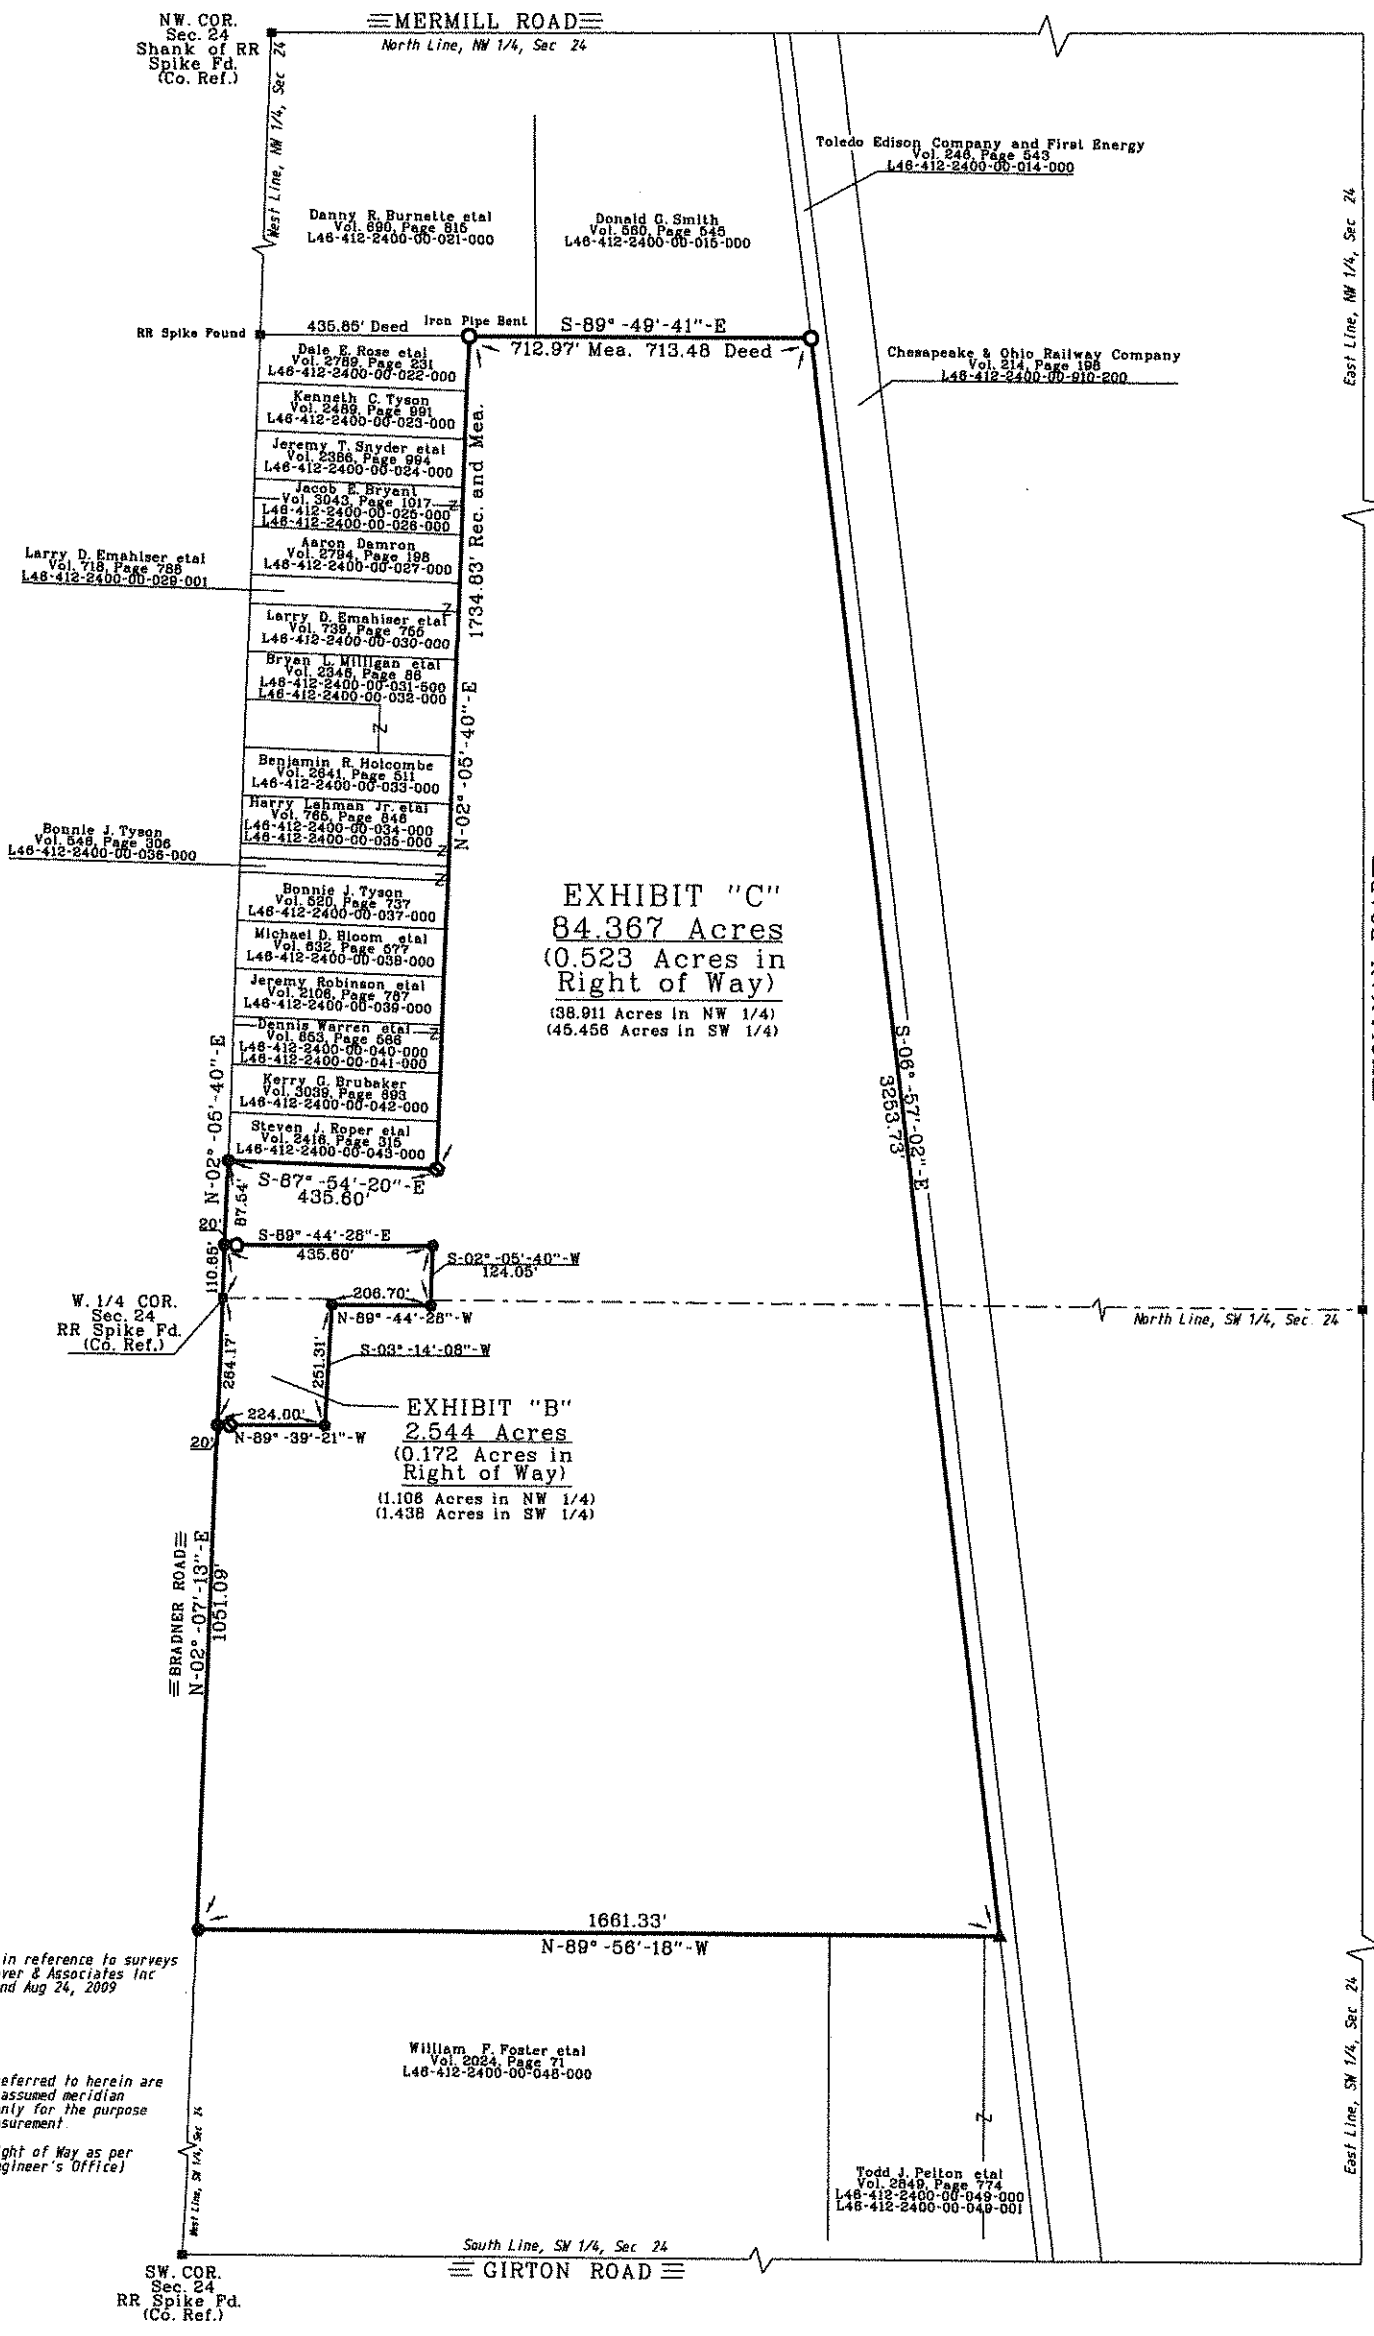 NW. COR.
Sec. 24
Shank of RR
Spike Fd.
(Co. Ref.)
MERMILL ROAD
North Line, NW 1/4, Sec 24
West Line, NW 1/4, Sec 24
Toledo Edison Company and First Energy
Vol. 246, Page 543
L46-412-2400-00-014-000
Danny R. Burnette etal
Vol. 690, Page 815
L46-412-2400-00-021-000
Donald G. Smith
Vol. 560, Page 545
L46-412-2400-00-015-000
East Line, NW 1/4, Sec 24
RR Spike Found
435.85' Deed
Iron Pipe Bent
S-89°-49'-41"-E
712.97' Mea. 713.48 Deed
Chesapeake & Ohio Railway Company
Vol. 214, Page 198
L46-412-2400-00-910-200
Dale E. Rose etal
Vol. 2789, Page 231
L46-412-2400-00-022-000
Kenneth C. Tyson
Vol. 2489, Page 991
L46-412-2400-00-023-000
Jeremy T. Snyder etal
Vol. 2386, Page 994
L46-412-2400-00-024-000
Jacob E. Bryant
Vol. 3043, Page 1017
L46-412-2400-00-025-000
L46-412-2400-00-026-000
Aaron Damron
Vol. 2794, Page 198
L46-412-2400-00-027-000
Larry D. Emahiser etal
Vol. 718, Page 788
L46-412-2400-00-029-001
Larry D. Emahiser etal
Vol. 739, Page 755
L46-412-2400-00-030-000
Bryan L. Milligan etal
Vol. 2346, Page 86
L46-412-2400-00-031-500
L46-412-2400-00-032-000
Z
1734.83' Rec. and Mea.
N-02°-05'-40"-E
Benjamin R. Holcombe
Vol. 2641, Page 511
L46-412-2400-00-033-000
Harry Lahman Jr. etal
Vol. 765, Page 848
L46-412-2400-00-034-000
L46-412-2400-00-035-000
Bonnie J. Tyson
Vol. 548, Page 306
L46-412-2400-00-036-000
Bonnie J. Tyson
Vol. 520, Page 737
L46-412-2400-00-037-000
Michael D. Bloom etal
Vol. 632, Page 577
L46-412-2400-00-038-000
Jeremy Robinson etal
Vol. 2106, Page 787
L46-412-2400-00-039-000
Dennis Warren etal
Vol. 853, Page 566
L46-412-2400-00-040-000
L46-412-2400-00-041-000
Kerry G. Brubaker
Vol. 3039, Page 893
L46-412-2400-00-042-000
Steven J. Roper etal
Vol. 2416, Page 315
L46-412-2400-00-043-000
EXHIBIT "C"
84.367 Acres
(0.523 Acres in
Right of Way)
(38.911 Acres in NW 1/4)
(45.456 Acres in SW 1/4)
S-06°-57'-02"-E
3253.73'
N-02°-05'-40"-E
S-87°-54'-20"-E
435.60'
87.54'
20'
S-89°-44'-28"-E
435.60'
110.85'
S-02°-05'-40"-W
124.05'
W. 1/4 COR.
Sec. 24
RR Spike Fd.
(Co. Ref.)
206.70'
N-89°-44'-28"-W
North Line, SW 1/4, Sec. 24
264.17'
251.31'
S-03°-14'-08"-W
224.00'
20'
N-89°-39'-21"-W
EXHIBIT "B"
2.544 Acres
(0.172 Acres in
Right of Way)
(1.106 Acres in NW 1/4)
(1.438 Acres in SW 1/4)
BRADNER ROAD
N-02°-07'-13"-E
1051.09'
1661.33'
N-89°-56'-18"-W
in reference to surveys
ver & Associates Inc
nd Aug 24, 2009
William F. Foster etal
Vol. 2024, Page 71
L46-412-2400-00-048-000
eferred to herein are
assumed meridian
nly for the purpose
surement.
ght of Way as per
gineer's Office)
West Line, SW 1/4, Sec 24
Z
Todd J. Pelton etal
Vol. 2849, Page 774
L46-412-2400-00-049-000
L46-412-2400-00-049-001
East Line, SW 1/4, Sec 24
South Line, SW 1/4, Sec 24
GIRTON ROAD
SW. COR.
Sec. 24
RR Spike Fd.
(Co. Ref.)